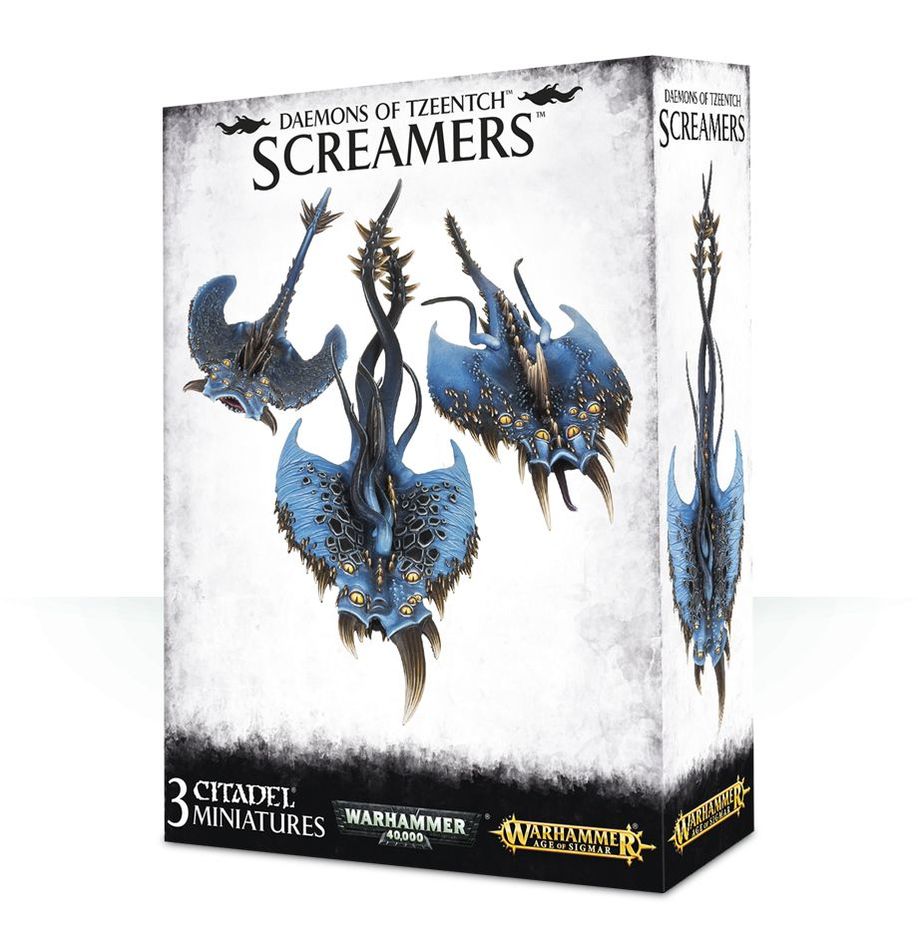 DAEMONS OF TZEENTCH™
SCREAMERS™
3 CITADEL®
MINIATURES
WARHAMMER®
40,000
WARHAMMER®
AGE OF SIGMAR
DAEMONS OF TZEENTCH
SCREAMERS
WARHAMMER
AGE OF SIGMAR